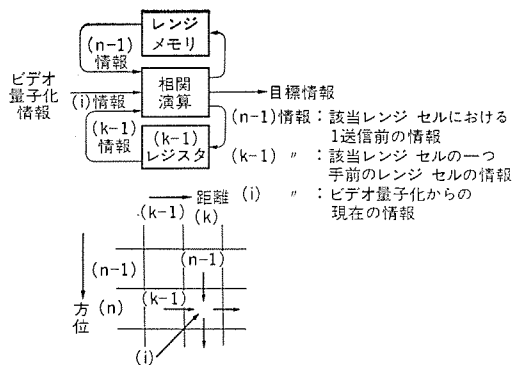 レンジ
メモリ
(n-1)
情報
ビデオ
量子化
情報
(i)情報
相関
演算
目標情報
(k-1)
情報
(k-1)
レジスタ
(n-1)情報：該当レンジ セルにおける
1送信前の情報
(k-1) 〃 ：該当レンジ セルの一つ
手前のレンジ セルの情報
(i) 〃 ：ビデオ量子化からの
現在の情報
距離
(k-1)
(k)
(n-1)
(n-1)
方位
(n)
(k-1)
(i)